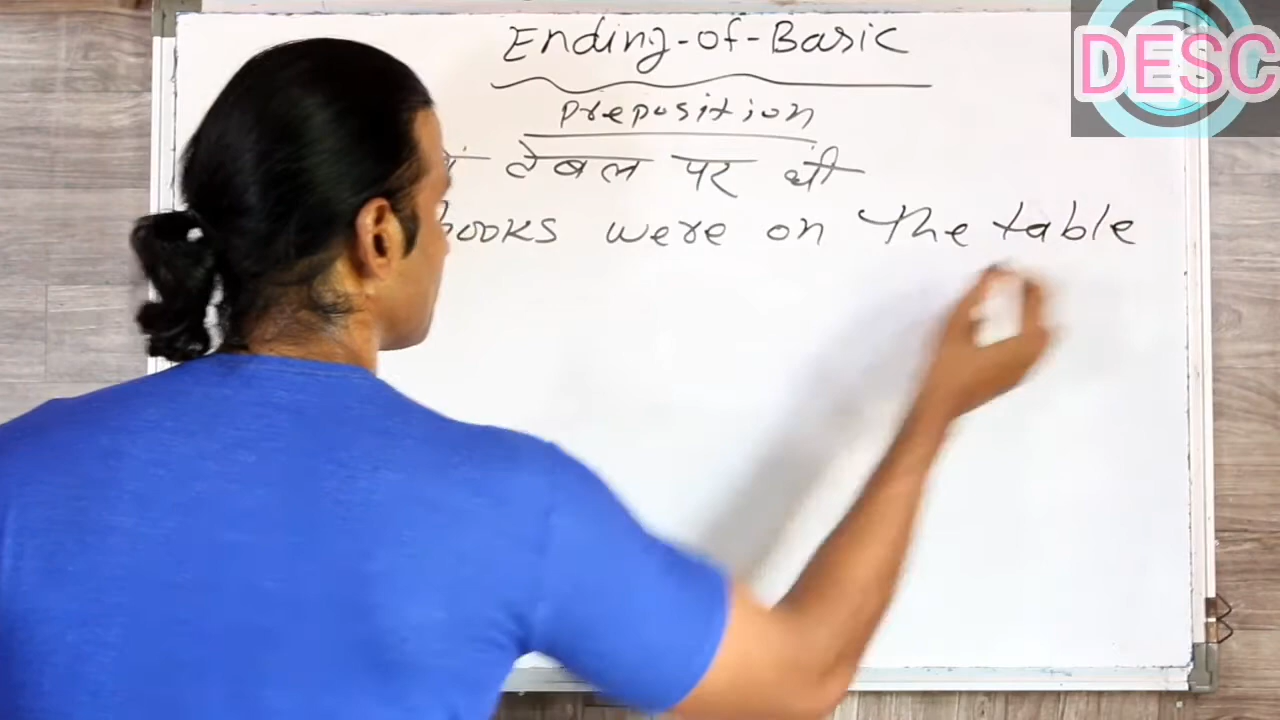 Ending-of-Basic
DESC
preposition
टेबल पर थी
books were on The table